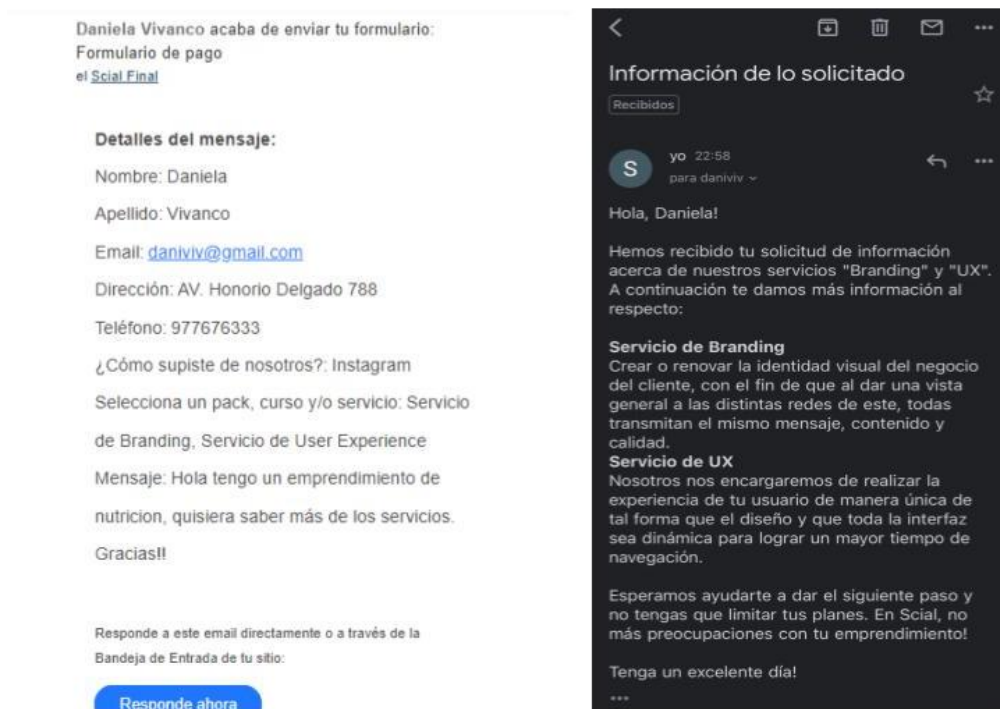 Daniela Vivanco acaba de enviar tu formulario:
Formulario de pago
el Scial Final
Detalles del mensaje:
Nombre: Daniela
Apellido: Vivanco
Email: daniviv@gmail.com
Dirección: AV. Honorio Delgado 788
Teléfono: 977676333
¿Cómo supiste de nosotros?: Instagram
Selecciona un pack, curso y/o servicio: Servicio
de Branding, Servicio de User Experience
Mensaje: Hola tengo un emprendimiento de
nutricion, quisiera saber más de los servicios.
Gracias!!
Responde a este email directamente o a través de la
Bandeja de Entrada de tu sitio:
Responde ahora
Información de lo solicitado
Recibidos
S
yo 22:58
para daniviv
Hola, Daniela!
Hemos recibido tu solicitud de información
acerca de nuestros servicios "Branding" y "UX".
A continuación te damos más información al
respecto:
Servicio de Branding
Crear o renovar la identidad visual del negocio
del cliente, con el fin de que al dar una vista
general a las distintas redes de este, todas
transmitan el mismo mensaje, contenido y
calidad.
Servicio de UX
Nosotros nos encargaremos de realizar la
experiencia de tu usuario de manera única de
tal forma que el diseño y que toda la interfaz
sea dinámica para lograr un mayor tiempo de
navegación.
Esperamos ayudarte a dar el siguiente paso y
no tengas que limitar tus planes. En Scial, no
más preocupaciones con tu emprendimiento!
Tenga un excelente día!